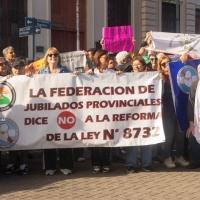 LA FEDERACION DE
JUBILADOS PROVINCIALES
DICE NO A LA REFORMA
DE LA LEY N° 8732